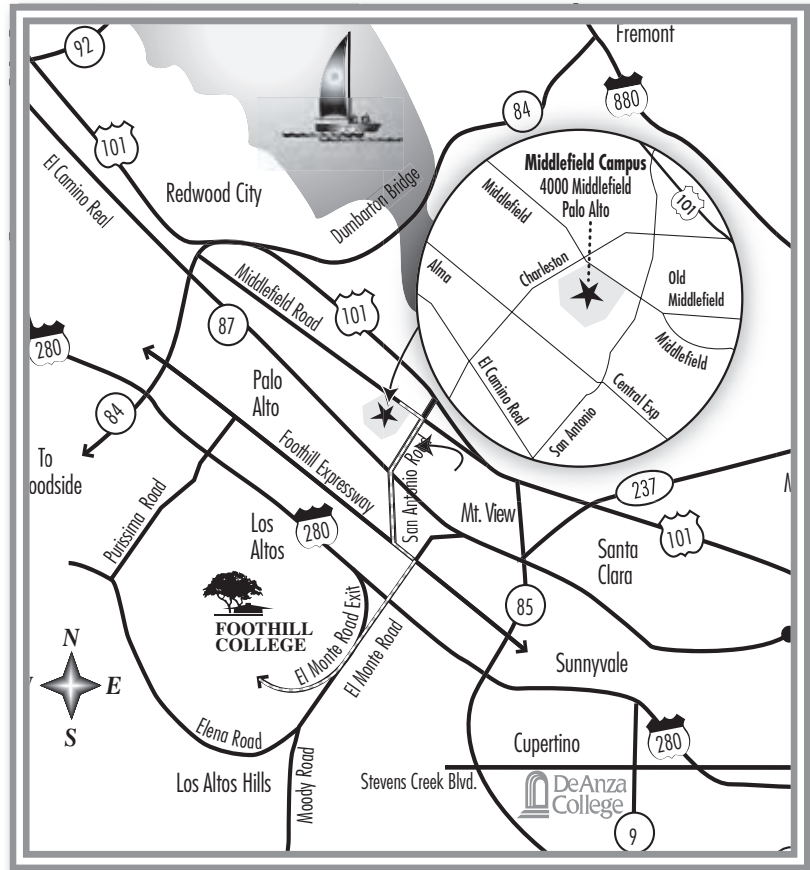 92
Fremont
880
84
101
El Camino Real
Redwood City
Dumbarton Bridge
Middlefield Campus
4000 Middlefield
Palo Alto
Middlefield
101
Charleston
Alma
Old
Middlefield
Middlefield
El Camino Real
San Antonio
Central Exp
Middlefield Road
101
87
280
Palo
Alto
84
To
oodside
Foothill Expressway
San Antonio Road
237
Mt. View
101
Santa
Clara
Purissima Road
Los
Altos
280
85
FOOTHILL
COLLEGE
El Monte Road Exit
El Monte Road
Sunnyvale
N
E
S
Elena Road
Los Altos Hills
Moody Road
Cupertino
280
Stevens Creek Blvd.
DeAnza
College
9